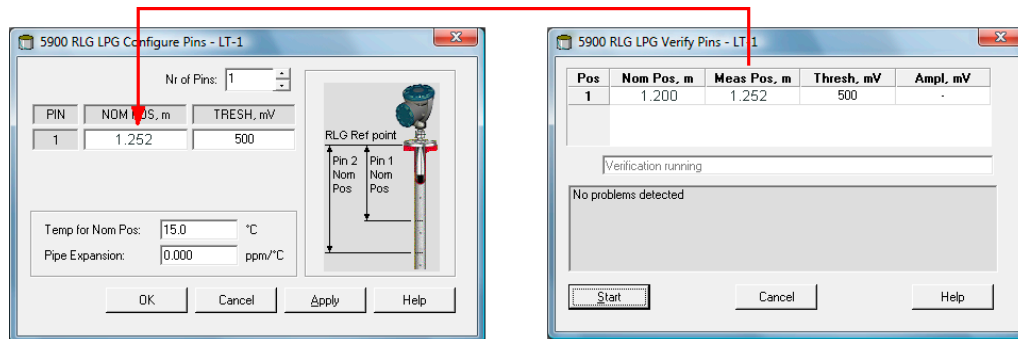 5900 RLG LPG Configure Pins - LT-1
Nr of Pins: 1
PIN NOM POS, m TRESH, mV
1 1.252 500
RLG Ref point
Pin 2 Pin 1
Nom Nom
Pos Pos
Temp for Nom Pos: 15.0 °C
Pipe Expansion: 0.000 ppm/°C
OK Cancel Apply Help
5900 RLG LPG Verify Pins - LT-1
Pos Nom Pos, m Meas Pos, m Thresh, mV Ampl, mV
1 1.200 1.252 500 -
Verification running
No problems detected
Start Cancel Help